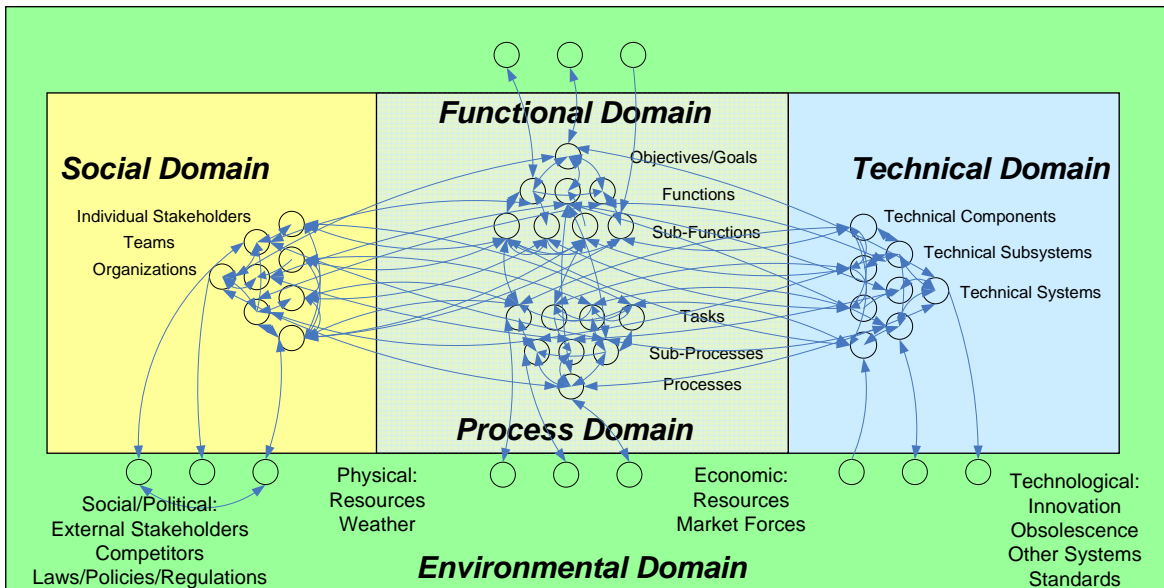 Functional Domain
Social Domain
Technical Domain
Objectives/Goals
Functions
Sub-Functions
Individual Stakeholders
Teams
Organizations
Technical Components
Technical Subsystems
Technical Systems
Tasks
Sub-Processes
Processes
Process Domain
Social/Political:
External Stakeholders
Competitors
Laws/Policies/Regulations
Physical:
Resources
Weather
Economic:
Resources
Market Forces
Technological:
Innovation
Obsolescence
Other Systems
Standards
Environmental Domain